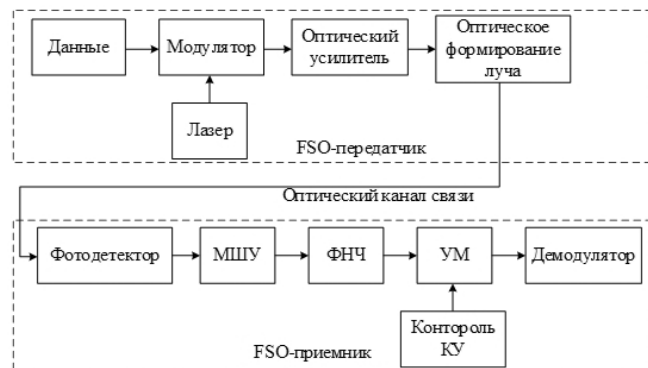 Данные
Модулятор
Оптический
усилитель
Оптическое
формирование
луча
Лазер
FSO-передатчик
Оптический канал связи
Фотодетектор
МШУ
ФНЧ
УМ
Демодулятор
Контороль
КУ
FSO-приемник